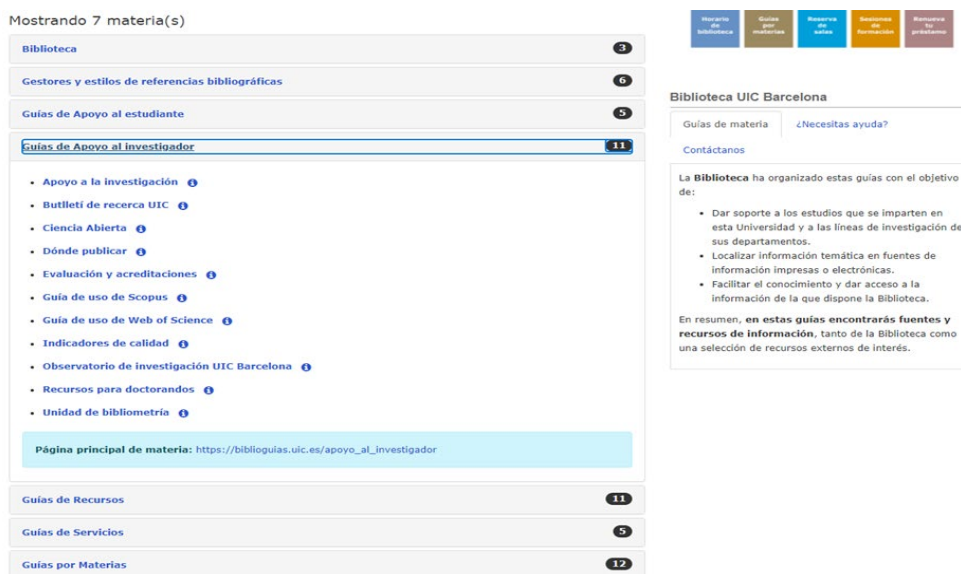 Mostrando 7 materia(s)
Biblioteca 3
Gestores y estilos de referencias bibliográficas 6
Guías de Apoyo al estudiante 5
Guías de Apoyo al investigador 11
Apoyo a la investigación
Butlletí de recerca UIC
Ciencia Abierta
Dónde publicar
Evaluación y acreditaciones
Guía de uso de Scopus
Guía de uso de Web of Science
Indicadores de calidad
Observatorio de investigación UIC Barcelona
Recursos para doctorandos
Unidad de bibliometría
Página principal de materia: https://biblioguias.uic.es/apoyo_al_investigador
Guías de Recursos 11
Guías de Servicios 5
Guías por Materias 12
Horario de biblioteca
Guías por materias
Reserva de salas
Sesiones de formación
Renueva tu préstamo
Biblioteca UIC Barcelona
Guías de materia ¿Necesitas ayuda?
Contáctanos
La Biblioteca ha organizado estas guías con el objetivo
de:
Dar soporte a los estudios que se imparten en
esta Universidad y a las líneas de investigación de
sus departamentos.
Localizar información temática en fuentes de
información impresas o electrónicas.
Facilitar el conocimiento y dar acceso a la
información de la que dispone la Biblioteca.
En resumen, en estas guías encontrarás fuentes y
recursos de información, tanto de la Biblioteca como
una selección de recursos externos de interés.